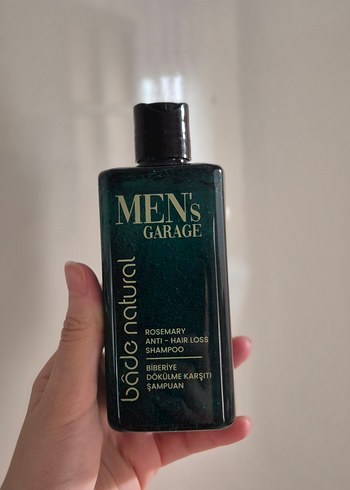 MEN's
GARAGE
bâde natural
ROSEMARY
ANTI - HAIR LOSS
SHAMPOO
BİBERİYE
DÖKÜLME KARŞITI
ŞAMPUAN